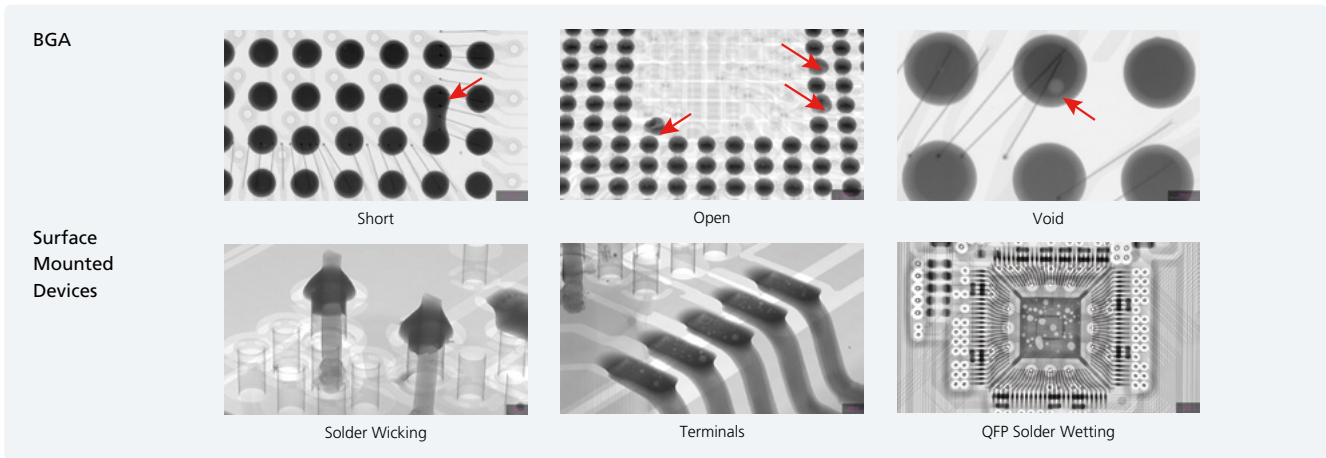 BGA
Short
Open
Void
Surface
Mounted
Devices
Solder Wicking
Terminals
QFP Solder Wetting